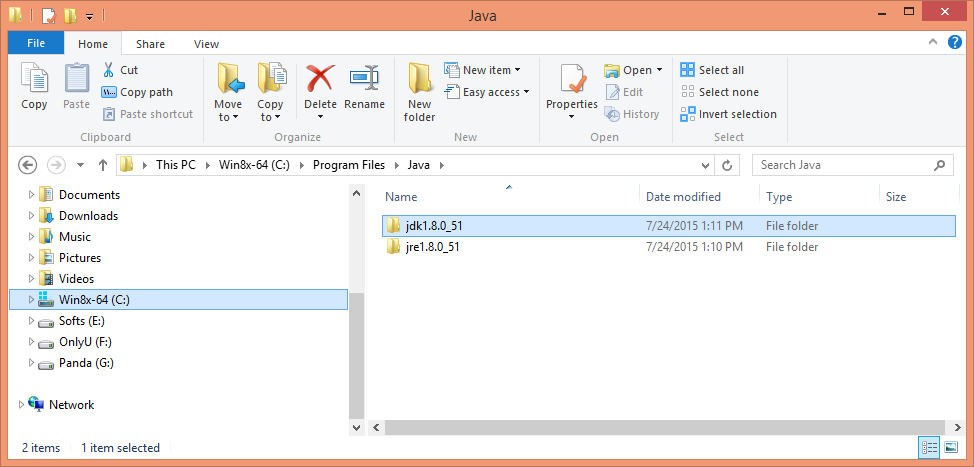 Java
File Home Share View
Copy
Paste
Cut
Copy path
Paste shortcut
Clipboard
Move to
Copy to
Delete
Rename
Organize
New folder
New item
Easy access
New
Properties
Open
Edit
History
Open
Select all
Select none
Invert selection
Select
This PC Win8x-64 (C:) Program Files Java
Search Java
Documents
Downloads
Music
Pictures
Videos
Win8x-64 (C:)
Softs (E:)
OnlyU (F:)
Panda (G:)
Network
Name Date modified Type Size
jdk1.8.0_51 7/24/2015 1:11 PM File folder
jre1.8.0_51 7/24/2015 1:10 PM File folder
2 items 1 item selected